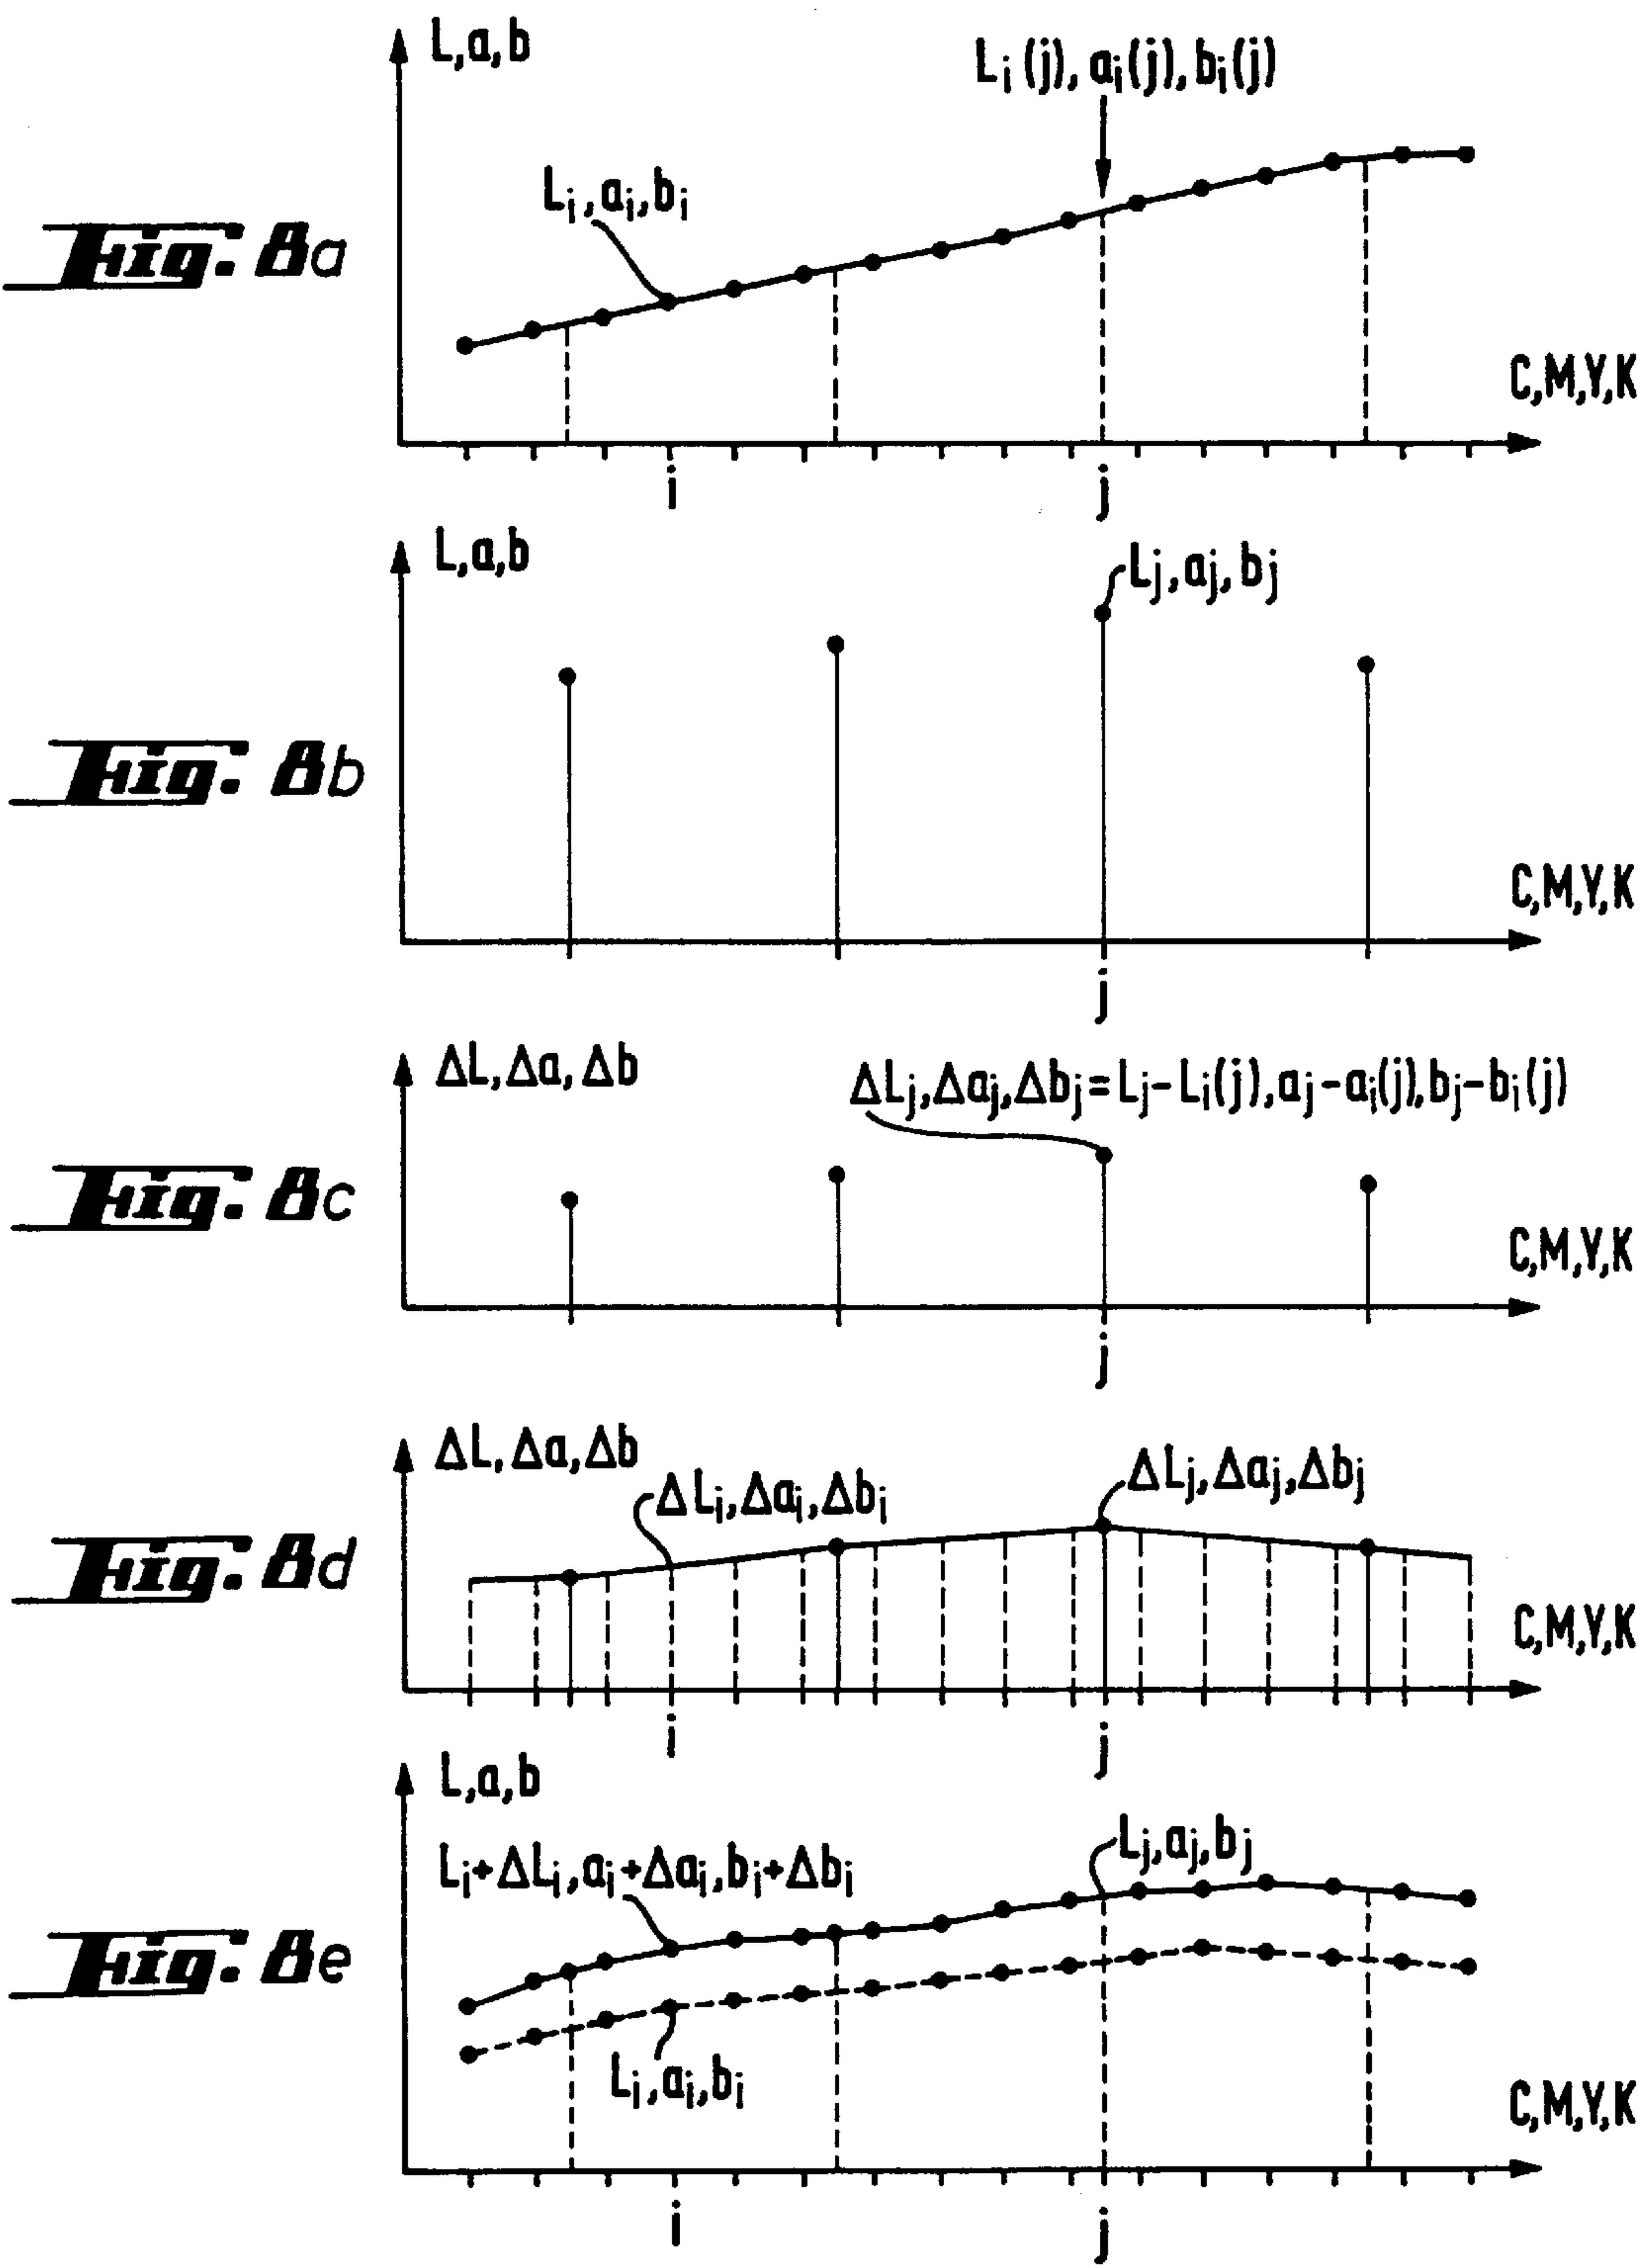 L,a,b
Li(j),ai(j),bi(j)
Li,ai,bi
Fig. 8a
C,M,Y,K
i
j
L,a,b
Lj,aj,bj
Fig. 8b
C,M,Y,K
j
ΔL,Δa,Δb
ΔLj,Δaj,Δbj=Lj-Li(j),aj-ai(j),bj-bi(j)
Fig. 8c
C,M,Y,K
j
ΔL,Δa,Δb
ΔLi,Δai,Δbi
ΔLj,Δaj,Δbj
Fig. 8d
C,M,Y,K
i
j
L,a,b
Li+ΔLi,ai+Δai,bi+Δbi
Lj,aj,bj
Fig. 8e
Li,ai,bi
C,M,Y,K
i
j